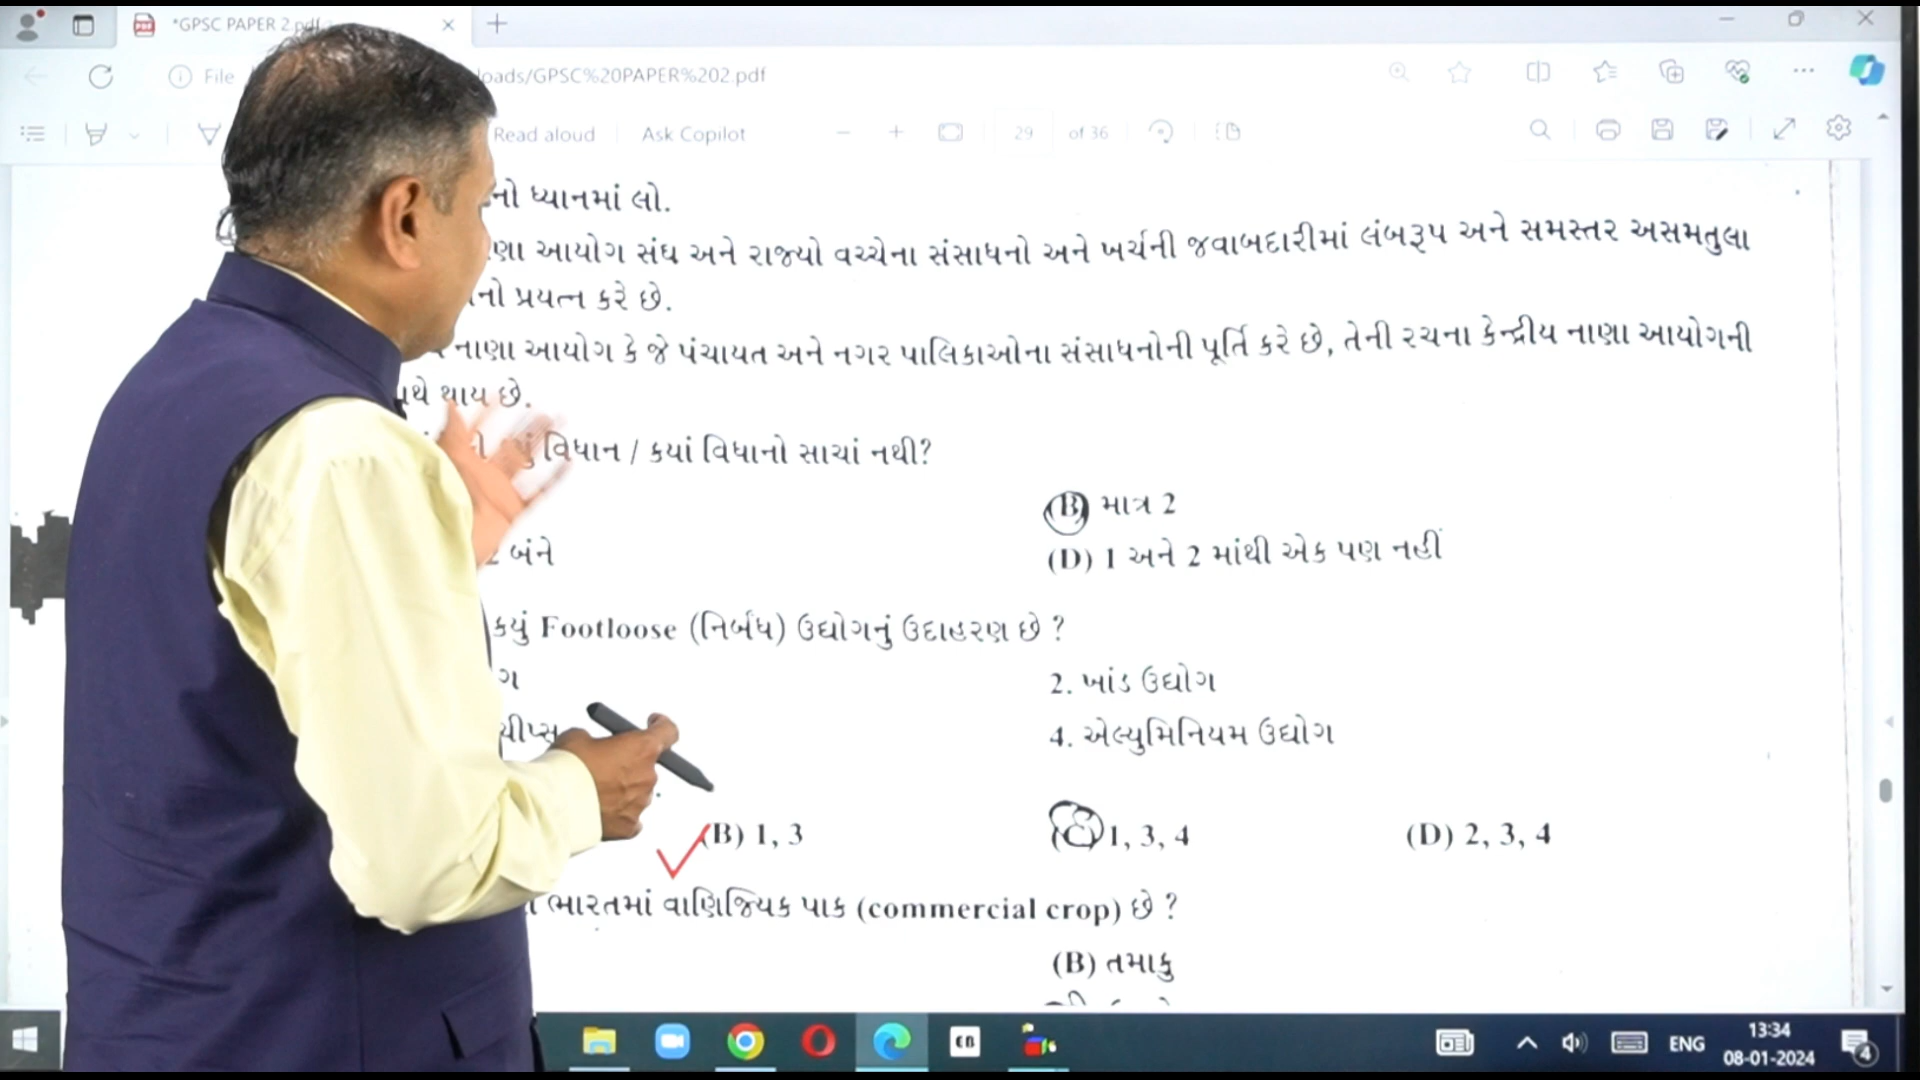 *GPSC PAPER 2.pdf
File
loads/GPSC%20PAPER%202.pdf
Read aloud
Ask Copilot
29
of 36
ધ્યાનમાં લો.
આયોગ સંઘ અને રાજ્યો વચ્ચેના સંસાધનો અને ખર્ચની જવાબદારીમાં લંબરૂપ અને સમસ્તર અસમતુલા
પ્રયત્ન કરે છે.
નાણા આયોગ કે જે પંચાયત અને નગર પાલિકાઓના સંસાધનોની પૂર્તિ કરે છે, તેની રચના કેન્દ્રીય નાણા આયોગની
થાય છે.
વિધાન / કયાં વિધાનો સાચાં નથી?
(B) માત્ર 2
બંને
(D) 1 અને 2 માંથી એક પણ નહીં
કયું Footloose (નિર્બંધ) ઉદ્યોગનું ઉદાહરણ છે ?
2. ખાંડ ઉદ્યોગ
ચીપ્સ
4. એલ્યુમિનિયમ ઉદ્યોગ
(B) 1, 3
(C) 1, 3, 4
(D) 2, 3, 4
ભારતમાં વાણિજ્યિક પાક (commercial crop) છે ?
(B) તમાકુ
ENG
13:34
08-01-2024
4